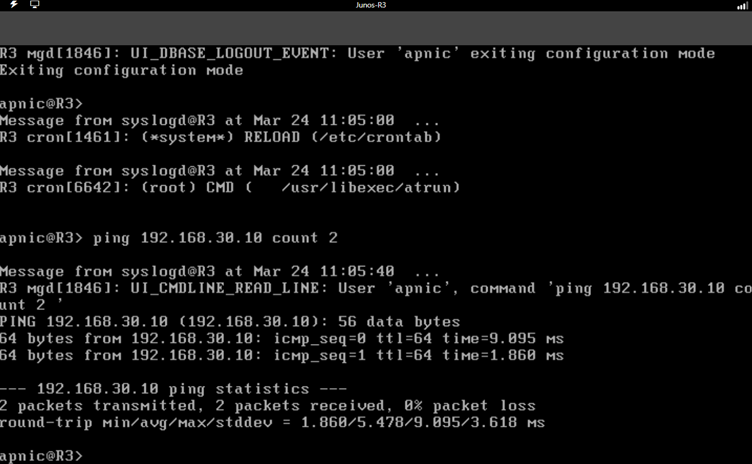 Junos-R3
R3 mgd[1846]: UI_DBASE_LOGOUT_EVENT: User 'apnic' exiting configuration mode
Exiting configuration mode
apnic@R3>
Message from syslogd@R3 at Mar 24 11:05:00  ...
R3 cron[1461]: (*system*) RELOAD (/etc/crontab)
Message from syslogd@R3 at Mar 24 11:05:00  ...
R3 cron[6642]: (root) CMD (   /usr/libexec/atrun)
apnic@R3> ping 192.168.30.10 count 2
Message from syslogd@R3 at Mar 24 11:05:40  ...
R3 mgd[1846]: UI_CMDLINE_READ_LINE: User 'apnic', command 'ping 192.168.30.10 co
unt 2 '
PING 192.168.30.10 (192.168.30.10): 56 data bytes
64 bytes from 192.168.30.10: icmp_seq=0 ttl=64 time=9.095 ms
64 bytes from 192.168.30.10: icmp_seq=1 ttl=64 time=1.860 ms
--- 192.168.30.10 ping statistics ---
2 packets transmitted, 2 packets received, 0% packet loss
round-trip min/avg/max/stddev = 1.860/5.478/9.095/3.618 ms
apnic@R3>